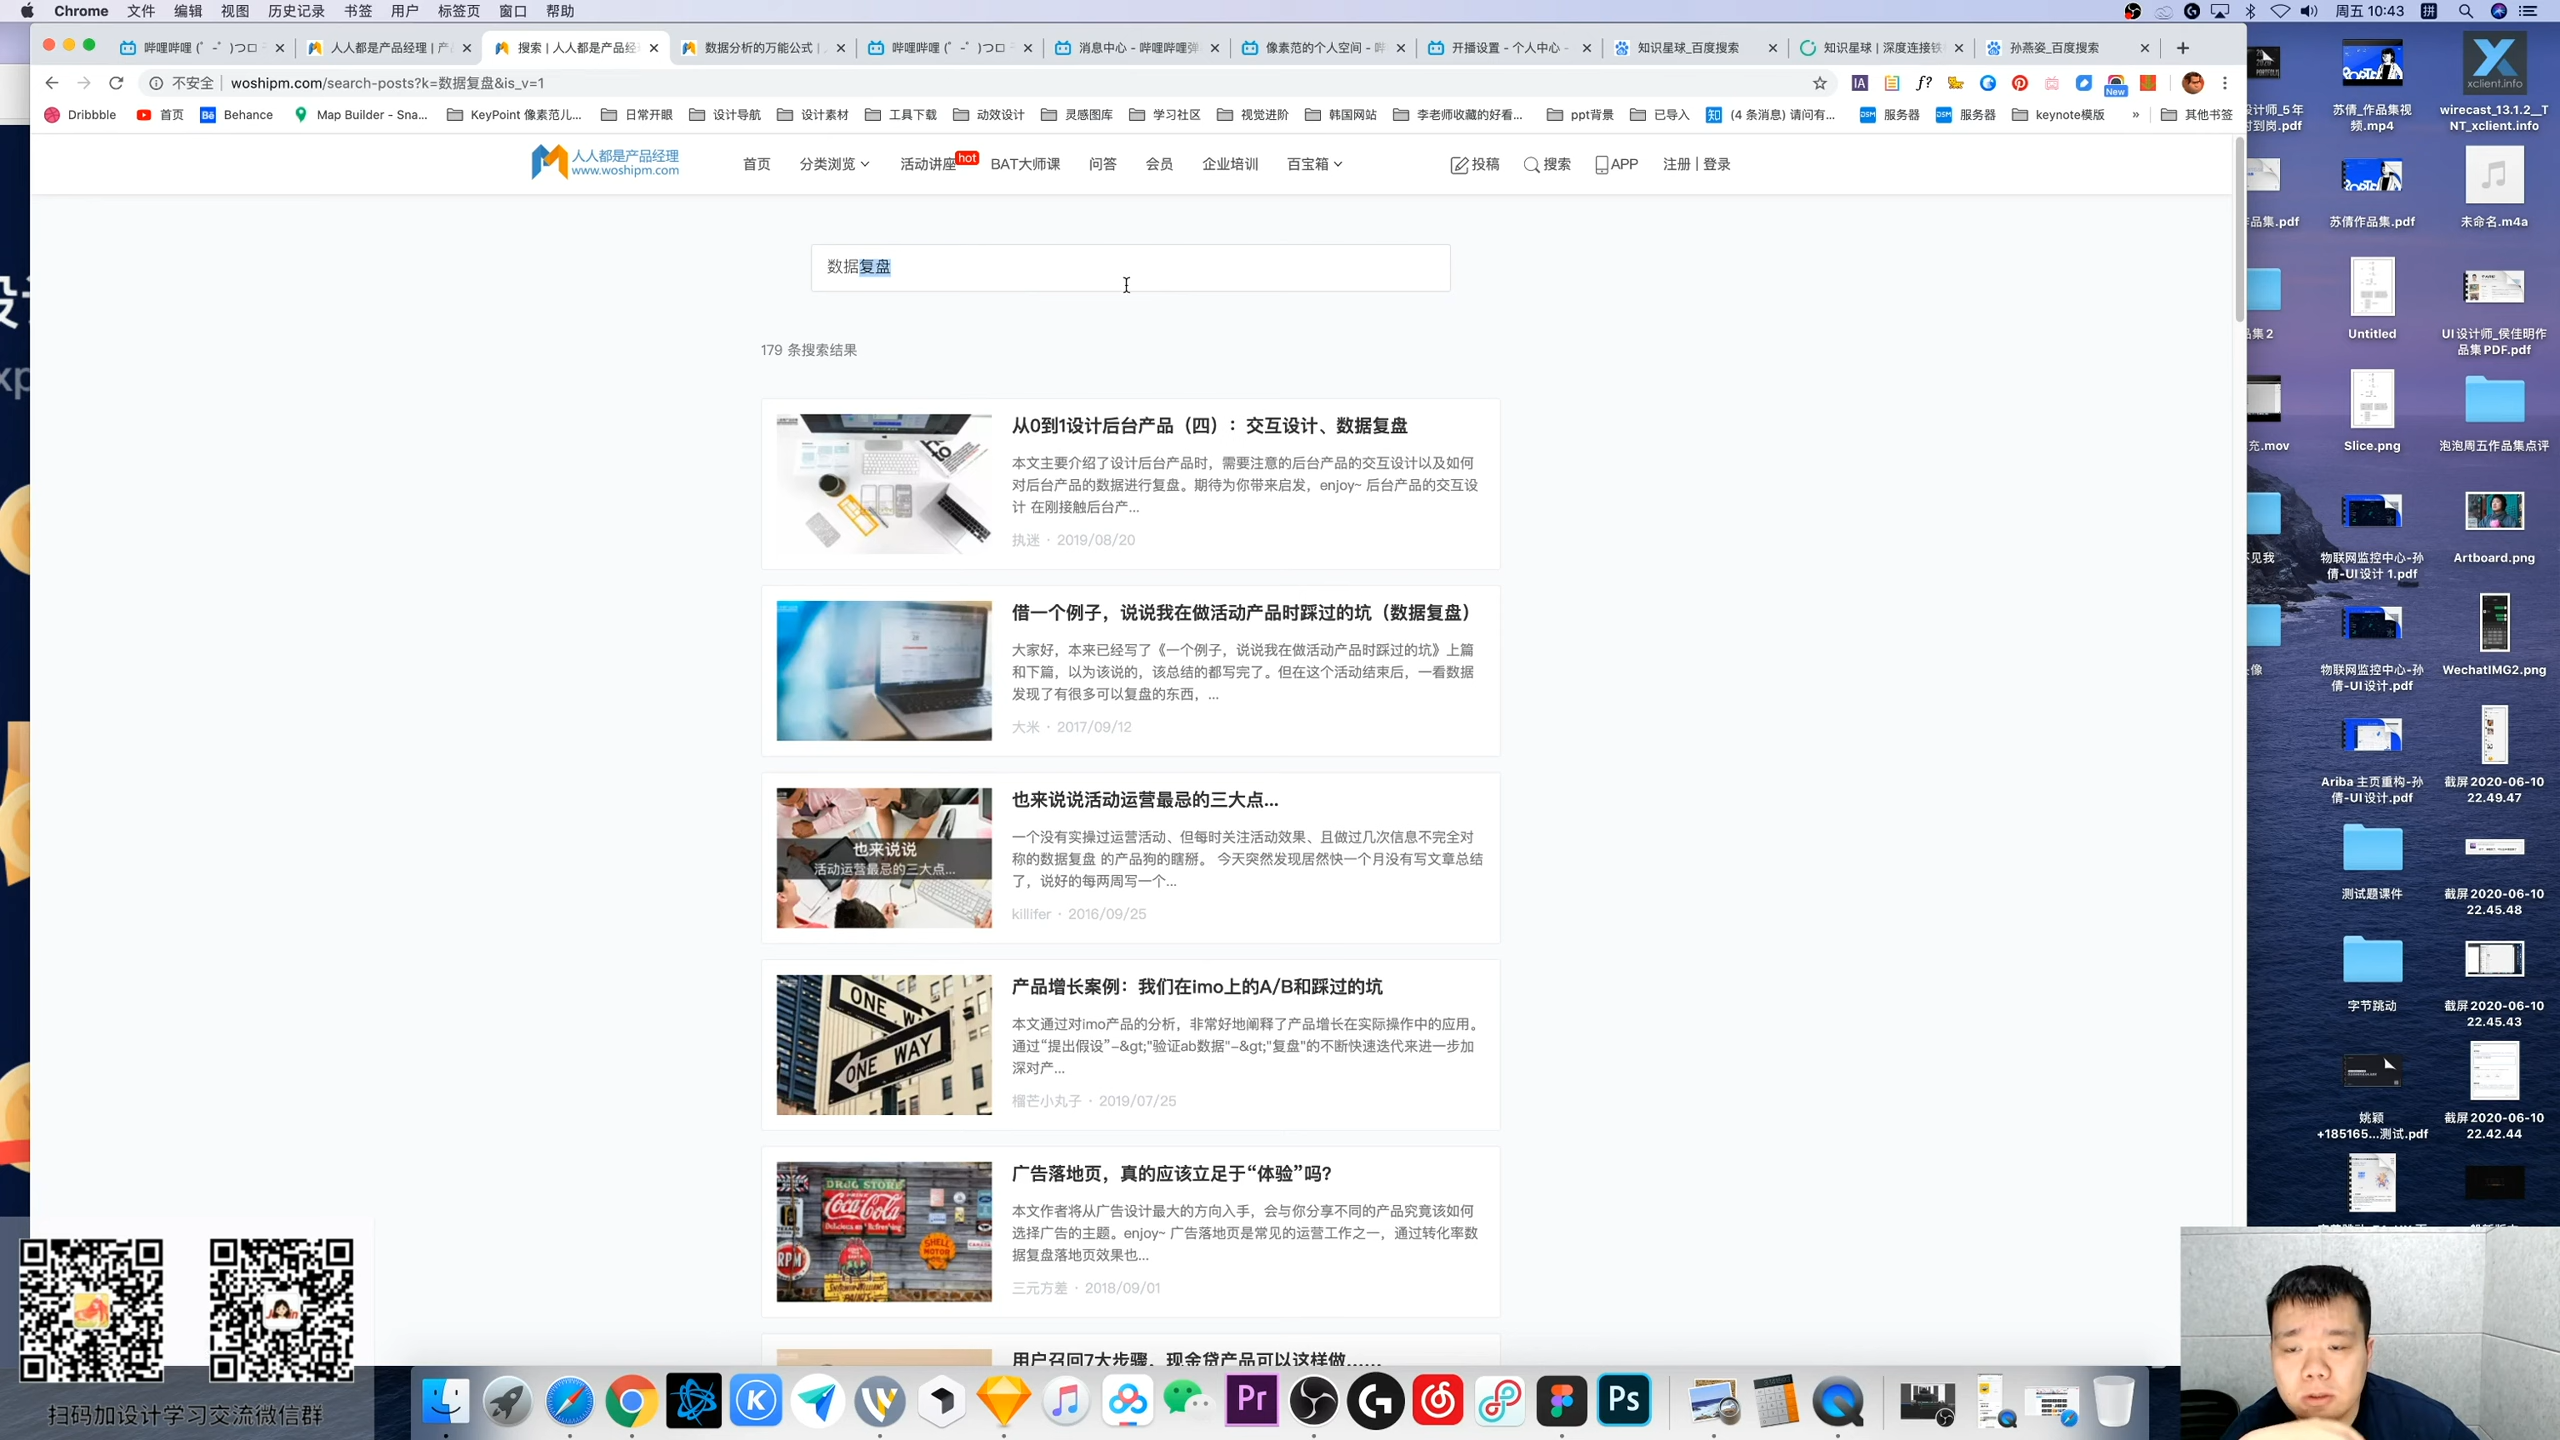 Chrome 文件 编辑 视图 历史记录 书签 用户 标签页 窗口 帮助
周五 10:43
哔哩哔哩 (゜-゜)つロ
人人都是产品经理 | 产
搜索 | 人人都是产品经
数据分析的万能公式 |
哔哩哔哩 (゜-゜)つロ
消息中心 - 哔哩哔哩弹
像素范的个人空间 - 哔
开播设置 - 个人中心 -
知识星球_百度搜索
知识星球 | 深度连接铁
孙燕姿_百度搜索
不安全 woshipm.com/search-posts?k=数据复盘&is_v=1
New
Dribbble 首页 Behance Map Builder - Sna... KeyPoint 像素范儿... 日常开眼 设计导航 设计素材 工具下载 动效设计 灵感图库 学习社区 视觉进阶 韩国网站 李老师收藏的好看... ppt背景 已导入 (4 条消息) 请问有... 服务器 服务器 keynote模版 » 其他书签
人人都是产品经理
www.woshipm.com
首页 分类浏览 活动讲座 hot BAT大师课 问答 会员 企业培训 百宝箱 投稿 搜索 APP 注册 | 登录
数据复盘
179 条搜索结果
从0到1设计后台产品（四）：交互设计、数据复盘
本文主要介绍了设计后台产品时，需要注意的后台产品的交互设计以及如何
对后台产品的数据进行复盘。期待为你带来启发，enjoy~ 后台产品的交互设
计 在刚接触后台产...
执迷 · 2019/08/20
借一个例子，说说我在做活动产品时踩过的坑（数据复盘）
大家好，本来已经写了《一个例子，说说我在做活动产品时踩过的坑》上篇
和下篇，以为该说的，该总结的都写完了。但在这个活动结束后，一看数据
发现了有很多可以复盘的东西，...
大米 · 2017/09/12
也来说说
活动运营最忌的三大点...
也来说说活动运营最忌的三大点...
一个没有实操过运营活动、但每时关注活动效果、且做过几次信息不完全对
称的数据复盘 的产品狗的瞎掰。 今天突然发现居然快一个月没有写文章总结
了，说好的每两周写一个...
killifer · 2016/09/25
ONE WAY
ONE WAY
产品增长案例：我们在imo上的A/B和踩过的坑
本文通过对imo产品的分析，非常好地阐释了产品增长在实际操作中的应用。
通过“提出假设”-&gt;"验证ab数据"-&gt;"复盘"的不断快速迭代来进一步加
深对产...
榴芒小丸子 · 2019/07/25
DRUG STORE
Coca-Cola
SHELL
MOTOR
RPM
广告落地页，真的应该立足于“体验”吗？
本文作者将从广告设计最大的方向入手，会与你分享不同的产品究竟该如何
选择广告的主题。enjoy~ 广告落地页是常见的运营工作之一，通过转化率数
据复盘落地页效果也...
三元方差 · 2018/09/01
用户召回7大步骤，现金贷产品可以这样做......
扫码加设计学习交流微信群
苏倩_作品集视
频.mp4
xclient.info
wirecast_13.1.2__T
NT_xclient.info
苏倩作品集.pdf
未命名.m4a
Untitled
UI设计师_侯佳明作
品集PDF.pdf
充.mov
Slice.png
泡泡周五作品集点评
物联网监控中心-孙
倩-UI设计 1.pdf
Artboard.png
物联网监控中心-孙
倩-UI设计.pdf
WechatIMG2.png
Ariba 主页重构-孙
倩-UI设计.pdf
截屏2020-06-10
22.49.47
测试题课件
截屏2020-06-10
22.45.48
字节跳动
截屏2020-06-10
22.45.43
姚颖
+185165...测试.pdf
截屏2020-06-10
22.42.44
Pr
Ps